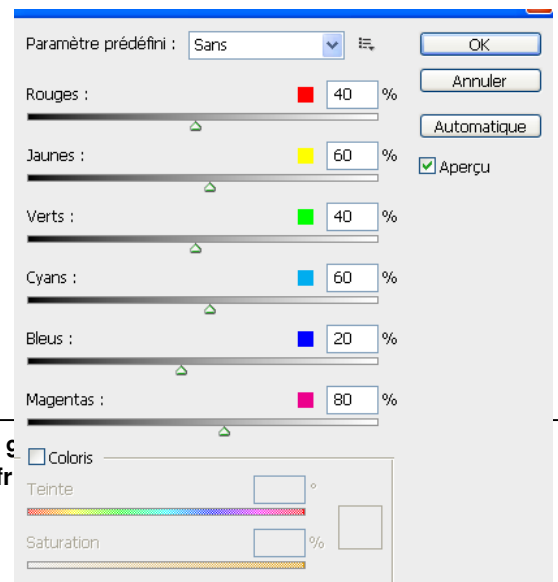 Paramètre prédéfini : Sans
OK
Annuler
Automatique
Aperçu
Rouges : 40 %
Jaunes : 60 %
Verts : 40 %
Cyans : 60 %
Bleus : 20 %
Magentas : 80 %
g
fr
Coloris
Teinte °
Saturation %